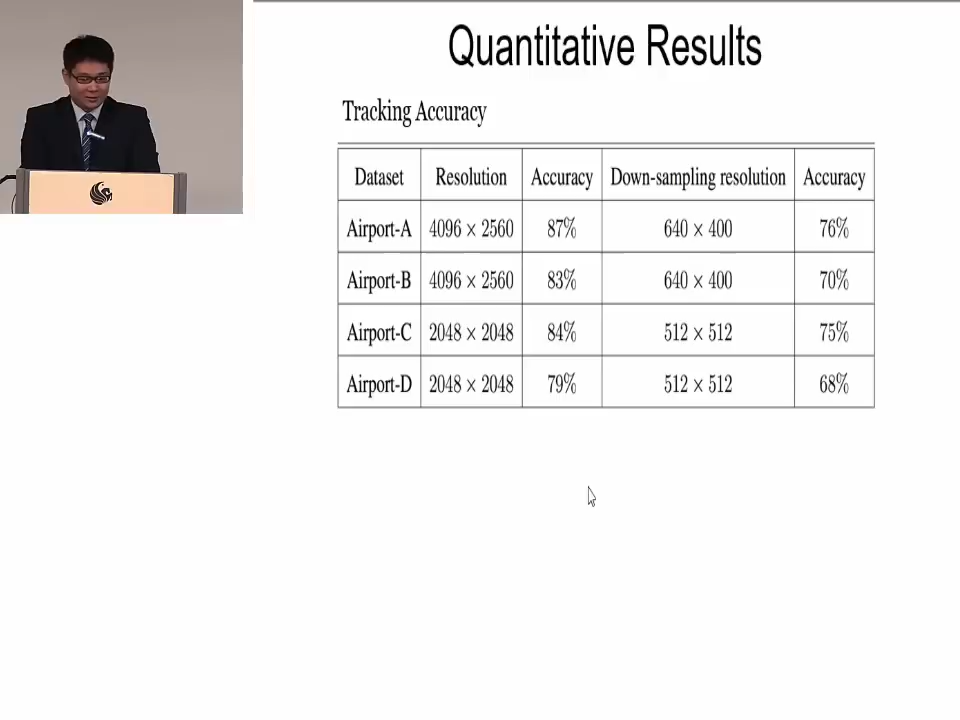 Quantitative Results
Tracking Accuracy
Dataset Resolution Accuracy Down-sampling resolution Accuracy
Airport-A 4096 × 2560 87% 640 × 400 76%
Airport-B 4096 × 2560 83% 640 × 400 70%
Airport-C 2048 × 2048 84% 512 × 512 75%
Airport-D 2048 × 2048 79% 512 × 512 68%